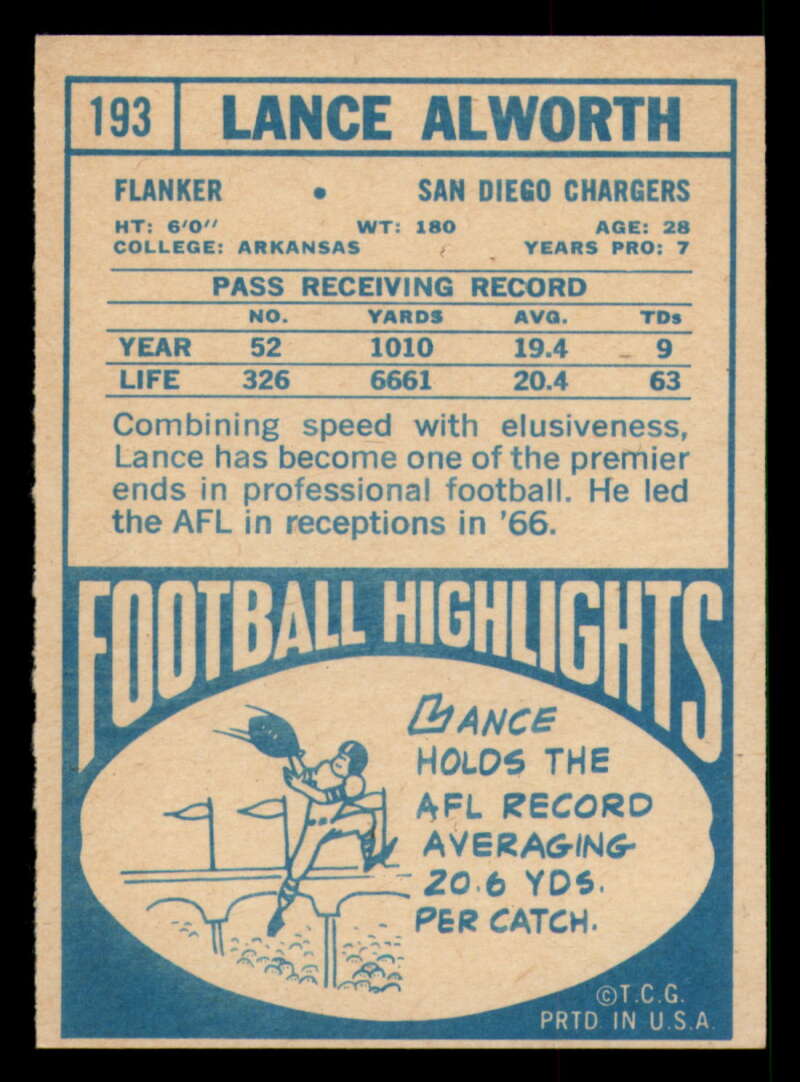 193 LANCE ALWORTH
FLANKER • SAN DIEGO CHARGERS
HT: 6'0" WT: 180 AGE: 28
COLLEGE: ARKANSAS YEARS PRO: 7
PASS RECEIVING RECORD
NO. YARDS AVG. TDs
YEAR 52 1010 19.4 9
LIFE 326 6661 20.4 63
Combining speed with elusiveness,
Lance has become one of the premier
ends in professional football. He led
the AFL in receptions in '66.
FOOTBALL HIGHLIGHTS
LANCE
HOLDS THE
AFL RECORD
AVERAGING
20.6 YDS.
PER CATCH.
©T.C.G.
PRTD. IN U.S.A.